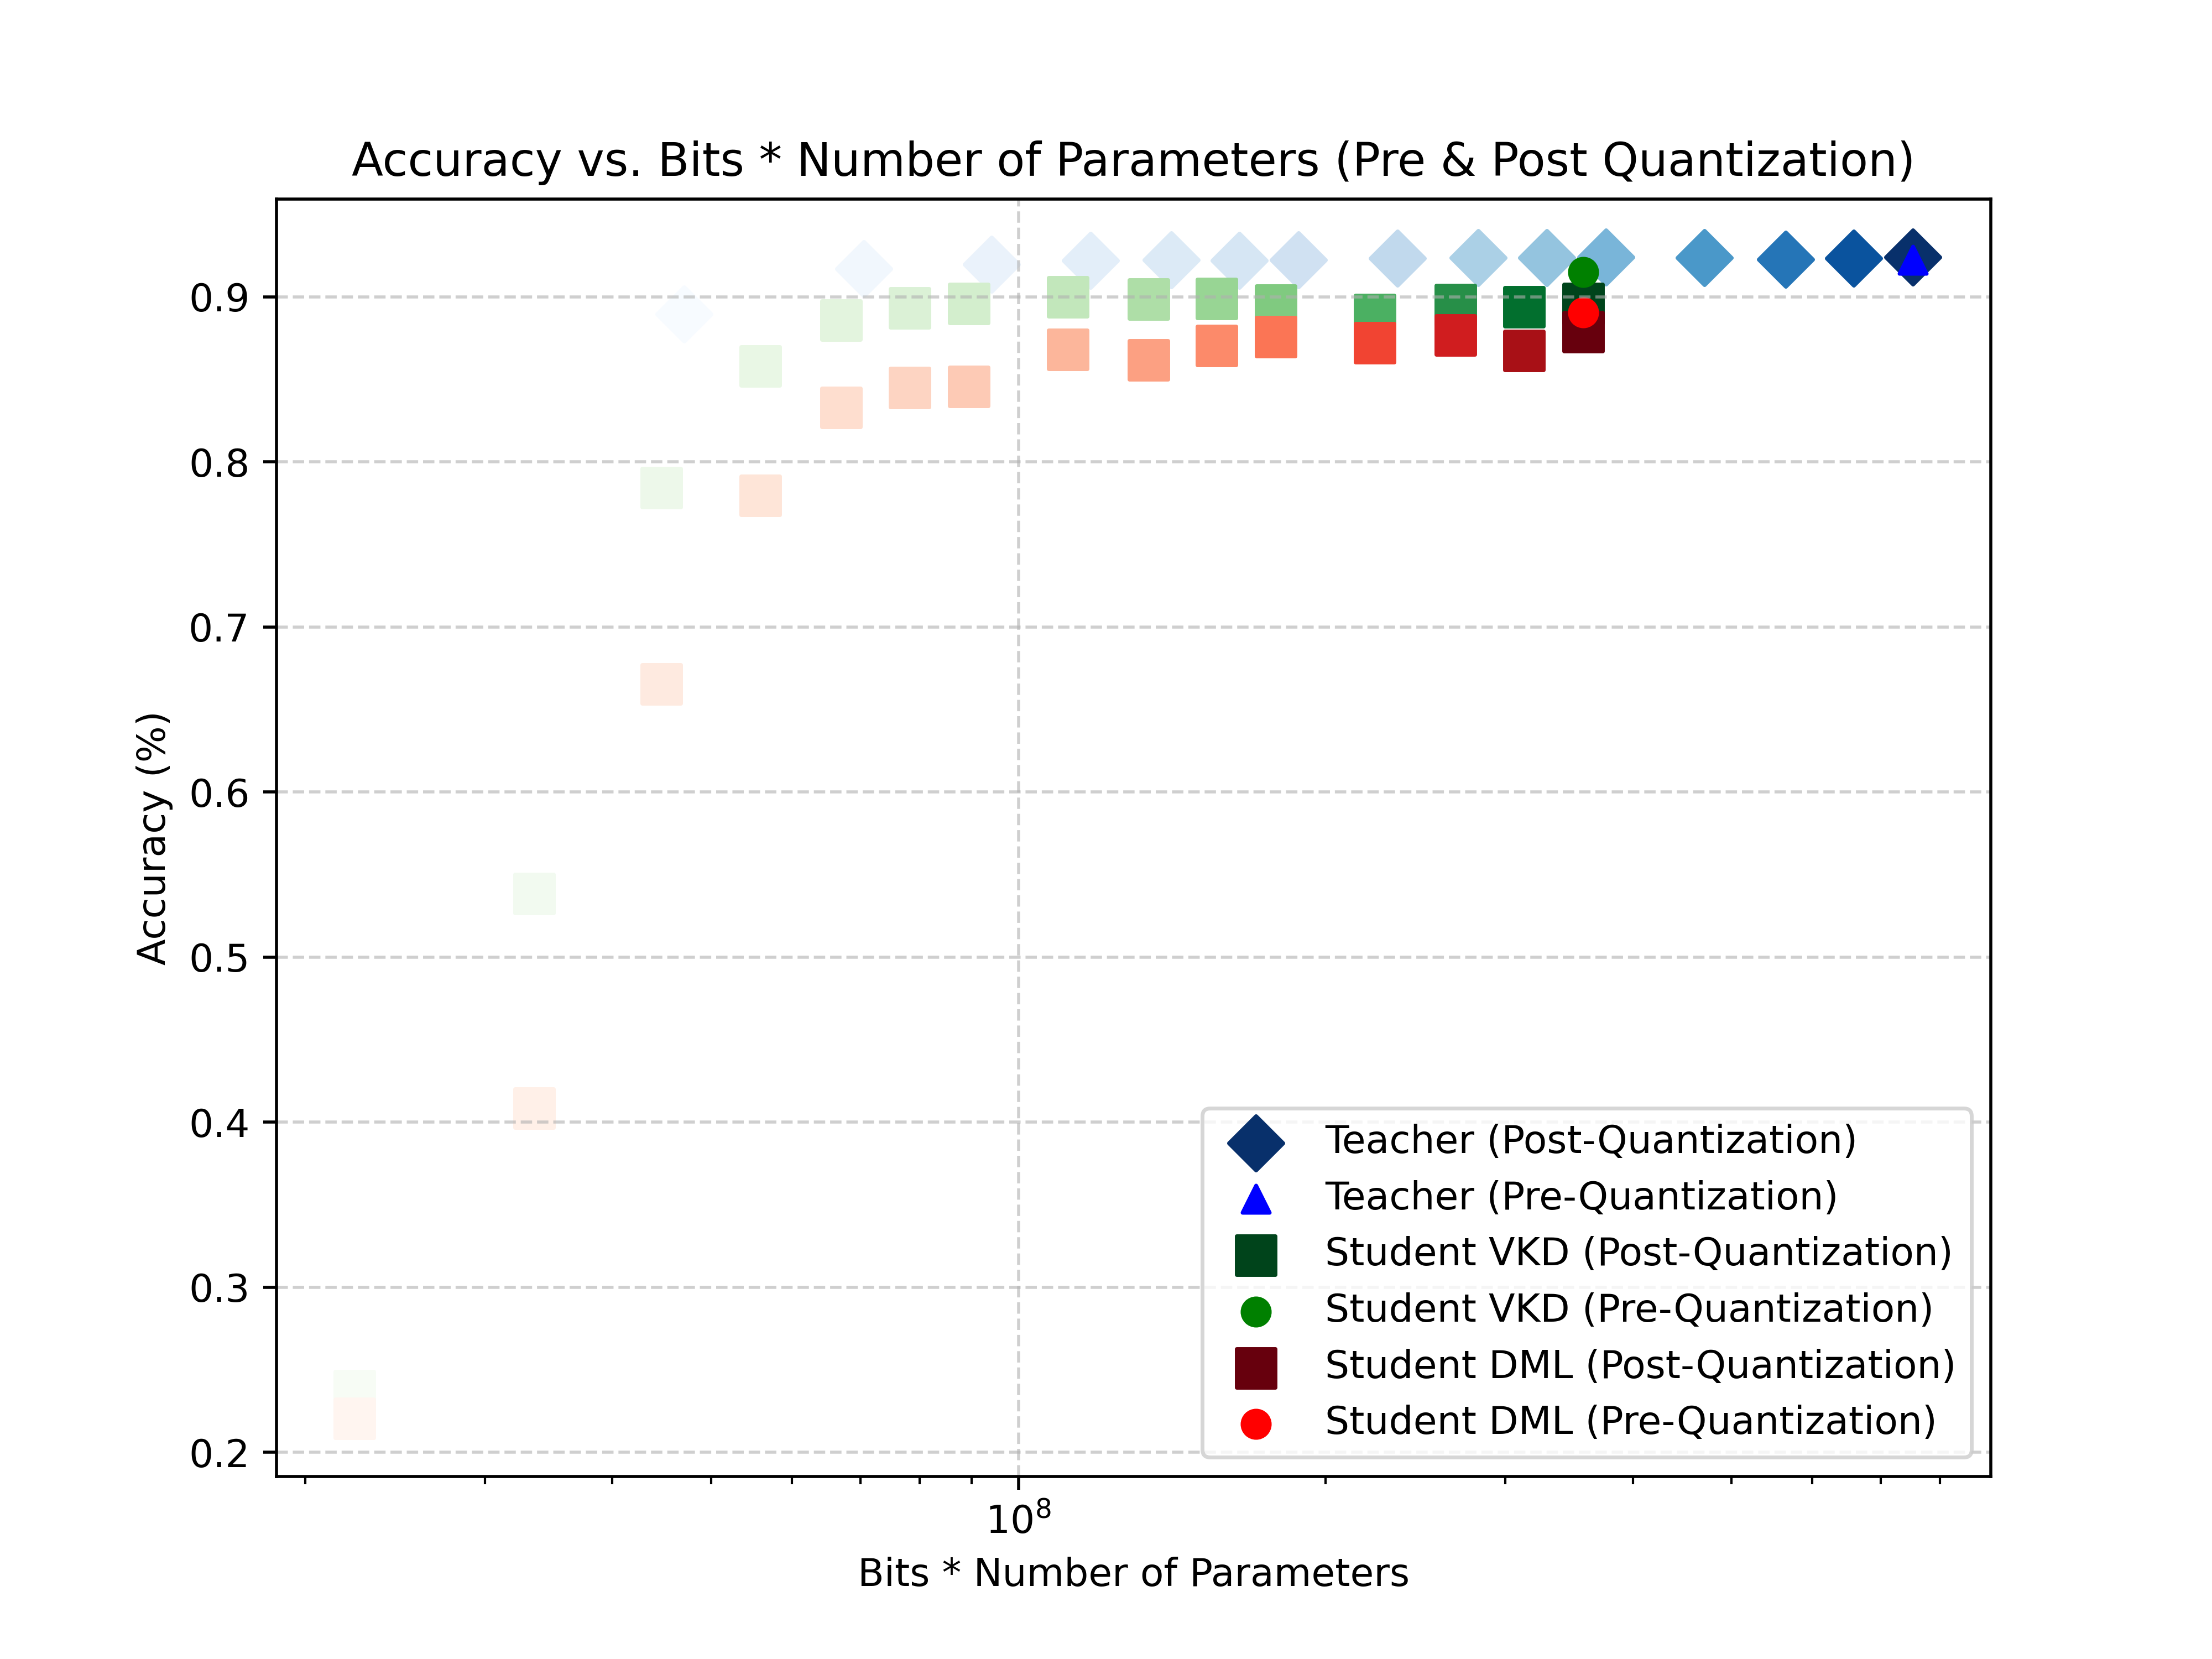 Accuracy vs. Bits * Number of Parameters (Pre & Post Quantization)
Accuracy (%)
0.9
0.8
0.7
0.6
0.5
0.4
0.3
0.2
Teacher (Post-Quantization)
Teacher (Pre-Quantization)
Student VKD (Post-Quantization)
Student VKD (Pre-Quantization)
Student DML (Post-Quantization)
Student DML (Pre-Quantization)
10⁸
Bits * Number of Parameters